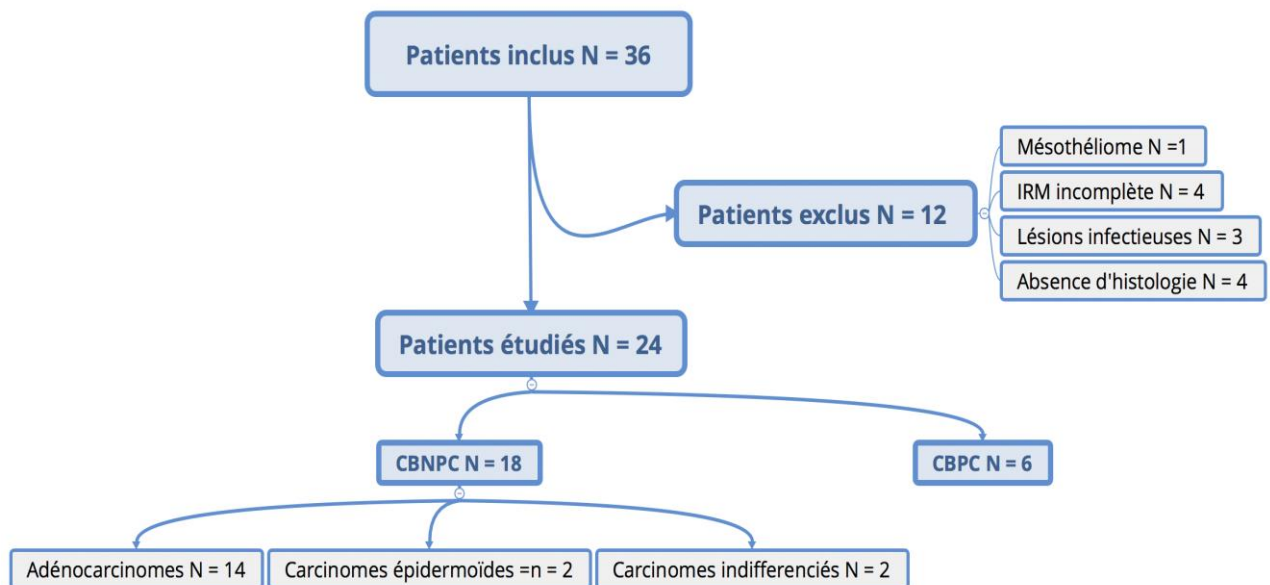 Patients inclus N = 36
Mésothéliome N =1
IRM incomplète N = 4
Patients exclus N = 12
Lésions infectieuses N = 3
Absence d'histologie N = 4
Patients étudiés N = 24
CBNPC N = 18
CBPC N = 6
Adénocarcinomes N = 14
Carcinomes épidermoïdes =n = 2
Carcinomes indifferenciés N = 2